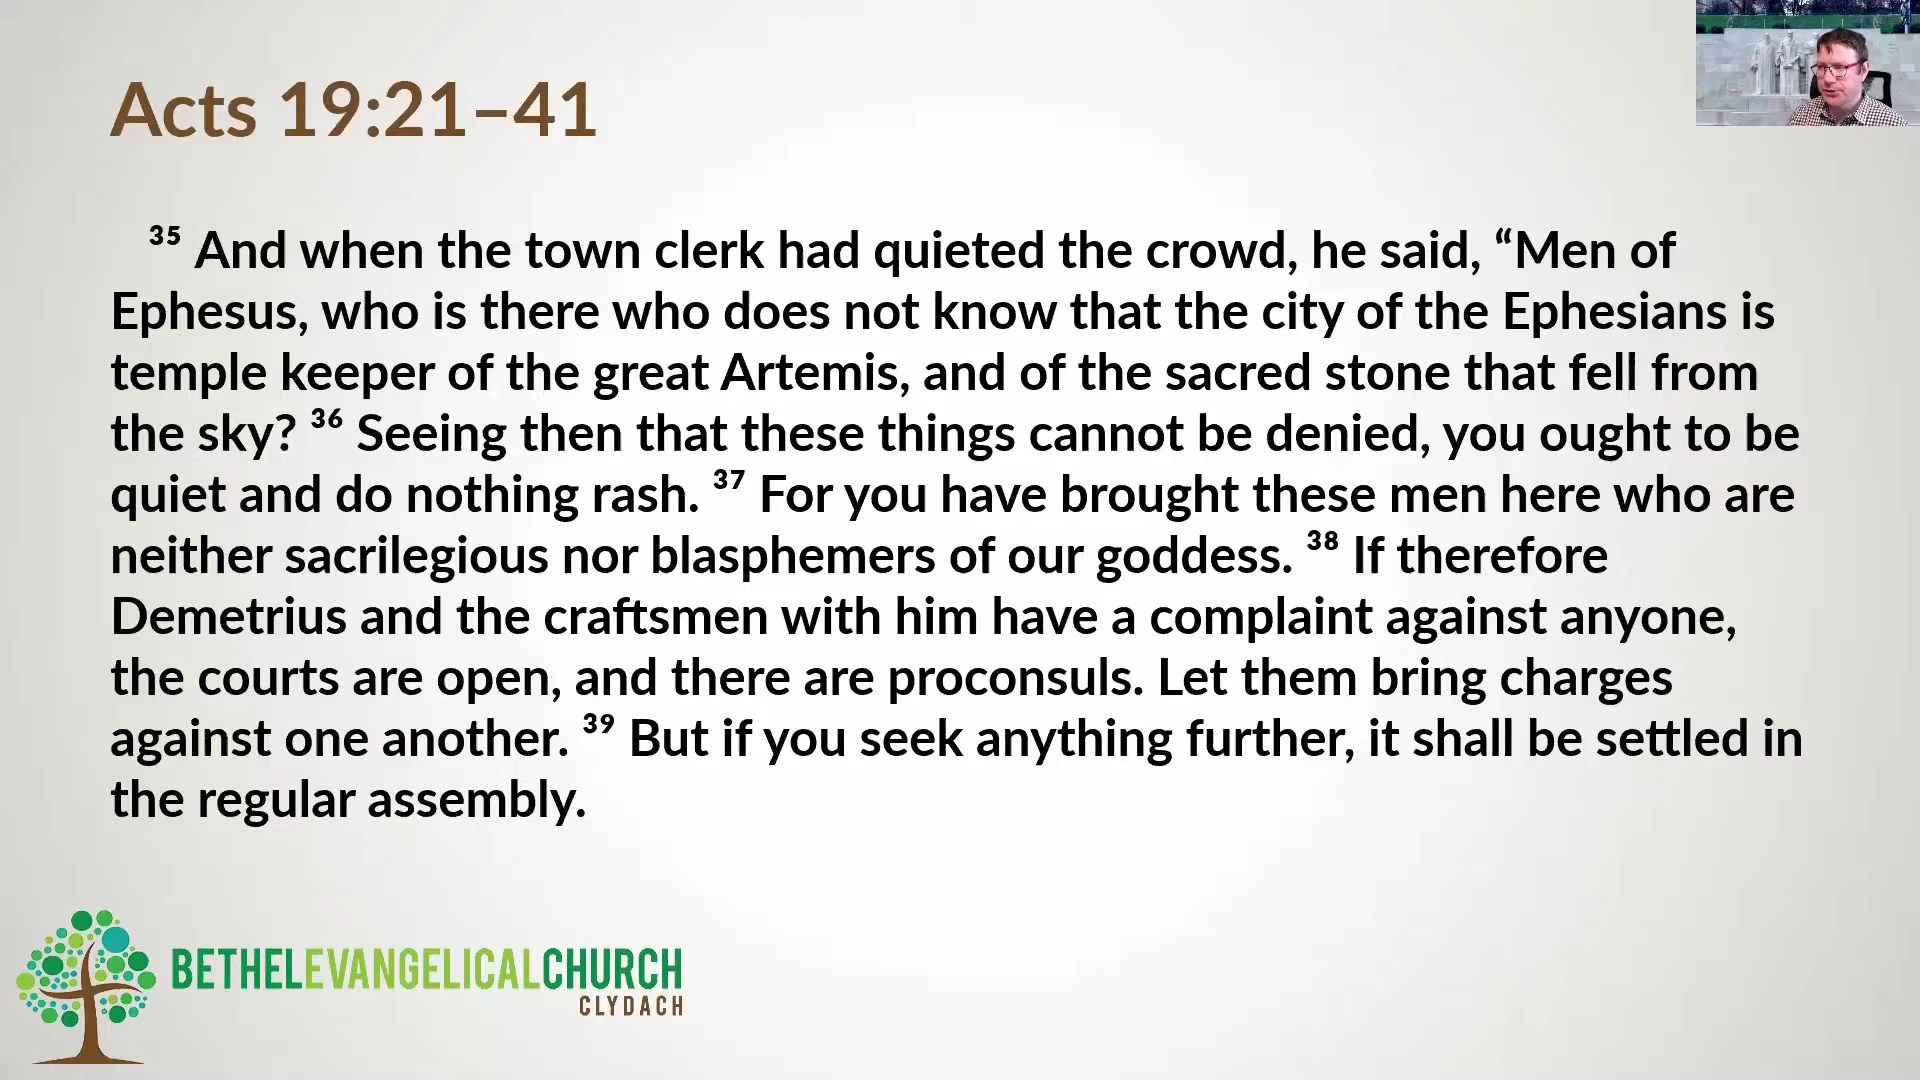 Acts 19:21–41
35 And when the town clerk had quieted the crowd, he said, “Men of
Ephesus, who is there who does not know that the city of the Ephesians is
temple keeper of the great Artemis, and of the sacred stone that fell from
the sky? 36 Seeing then that these things cannot be denied, you ought to be
quiet and do nothing rash. 37 For you have brought these men here who are
neither sacrilegious nor blasphemers of our goddess. 38 If therefore
Demetrius and the craftsmen with him have a complaint against anyone,
the courts are open, and there are proconsuls. Let them bring charges
against one another. 39 But if you seek anything further, it shall be settled in
the regular assembly.
BETHELEVANGELICALCHURCH
CLYDACH